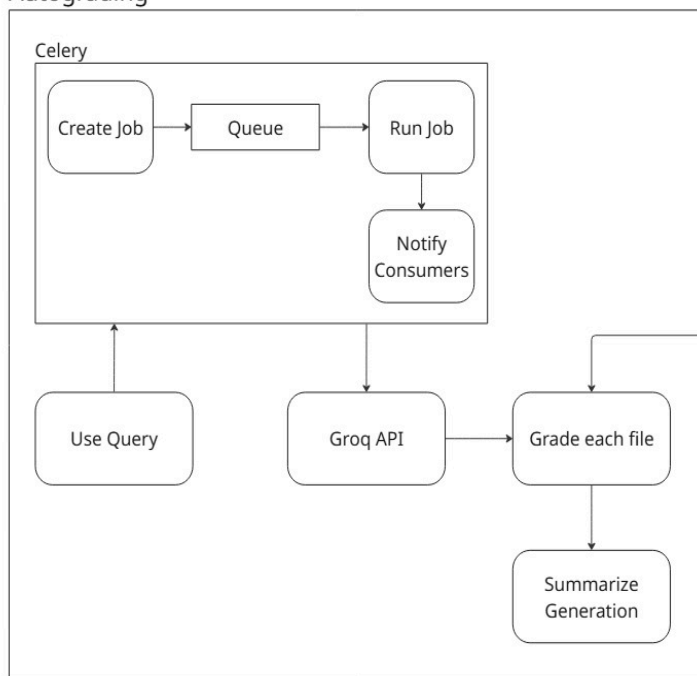 Autograding
Celery
Create Job
Queue
Run Job
Notify
Consumers
Use Query
Groq API
Grade each file
Summarize
Generation